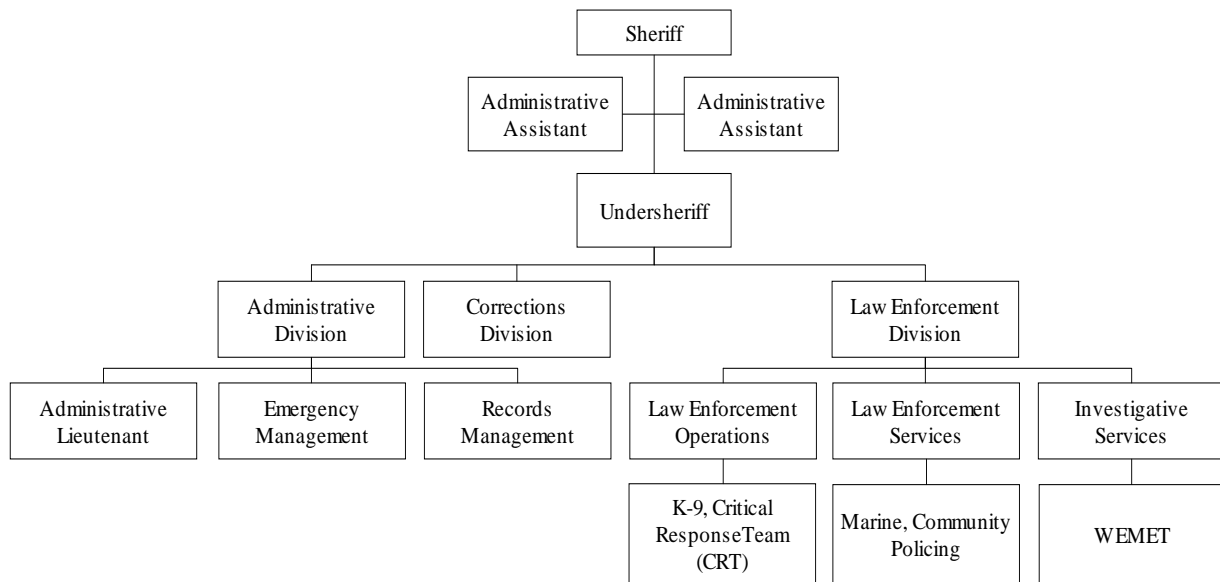 Sheriff
Administrative
Assistant
Administrative
Assistant
Undersheriff
Administrative
Division
Corrections
Division
Law Enforcement
Division
Administrative
Lieutenant
Emergency
Management
Records
Management
Law Enforcement
Operations
Law Enforcement
Services
Investigative
Services
K-9, Critical
ResponseTeam
(CRT)
Marine, Community
Policing
WEMET